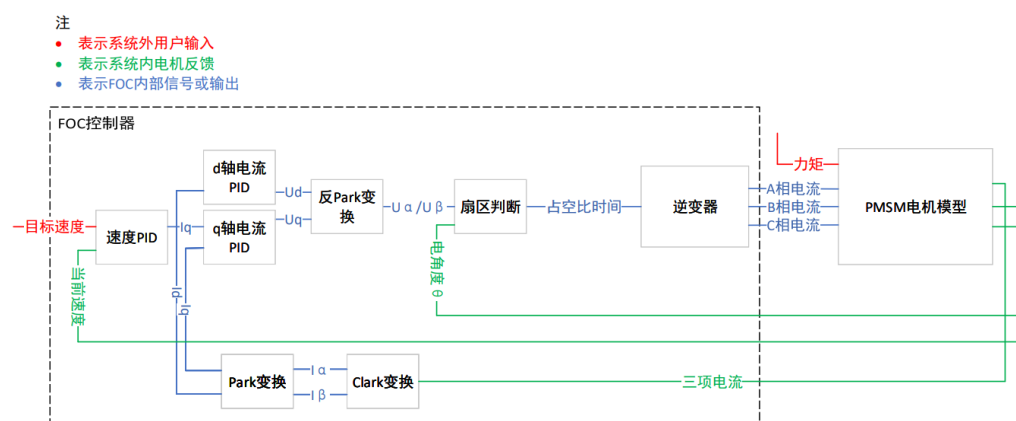 注
表示系统外用户输入
表示系统内电机反馈
表示FOC内部信号或输出
FOC控制器
d轴电流
PID
Ud
反Park变
换
Uα/Uβ
扇区判断
占空比时间
逆变器
力矩
A相电流
B相电流
C相电流
PMSM电机模型
目标速度
速度PID
Iq
q轴电流
PID
Uq
当前速度
电角度θ
Id
Iq
Park变换
Iα
Iβ
Clark变换
三项电流